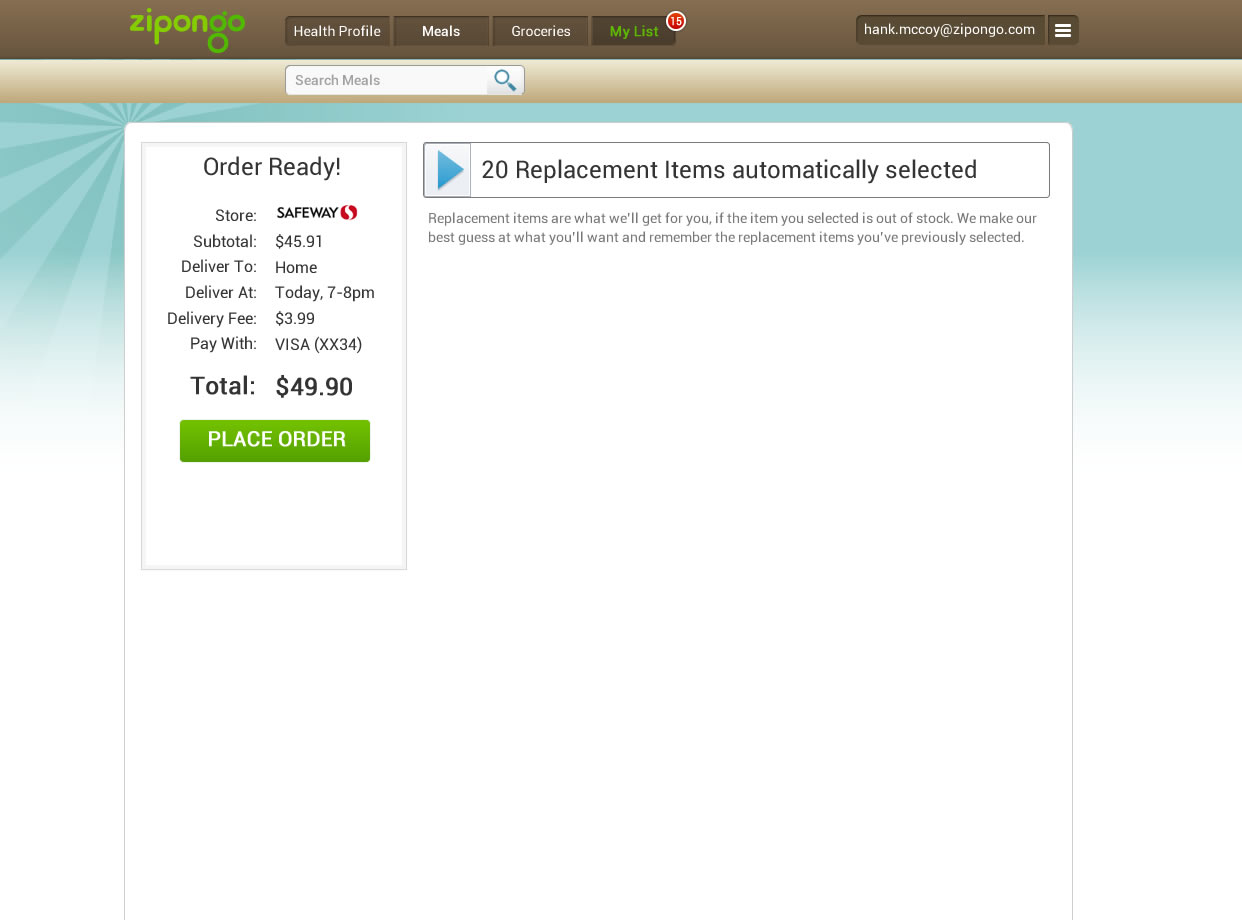 zipongo
Health Profile
Meals
Groceries
My List
15
hank.mccoy@zipongo.com
Search Meals
Order Ready!
Store: SAFEWAY
Subtotal: $45.91
Deliver To: Home
Deliver At: Today, 7-8pm
Delivery Fee: $3.99
Pay With: VISA (XX34)
Total: $49.90
PLACE ORDER
20 Replacement Items automatically selected
Replacement items are what we'll get for you, if the item you selected is out of stock. We make our
best guess at what you'll want and remember the replacement items you've previously selected.